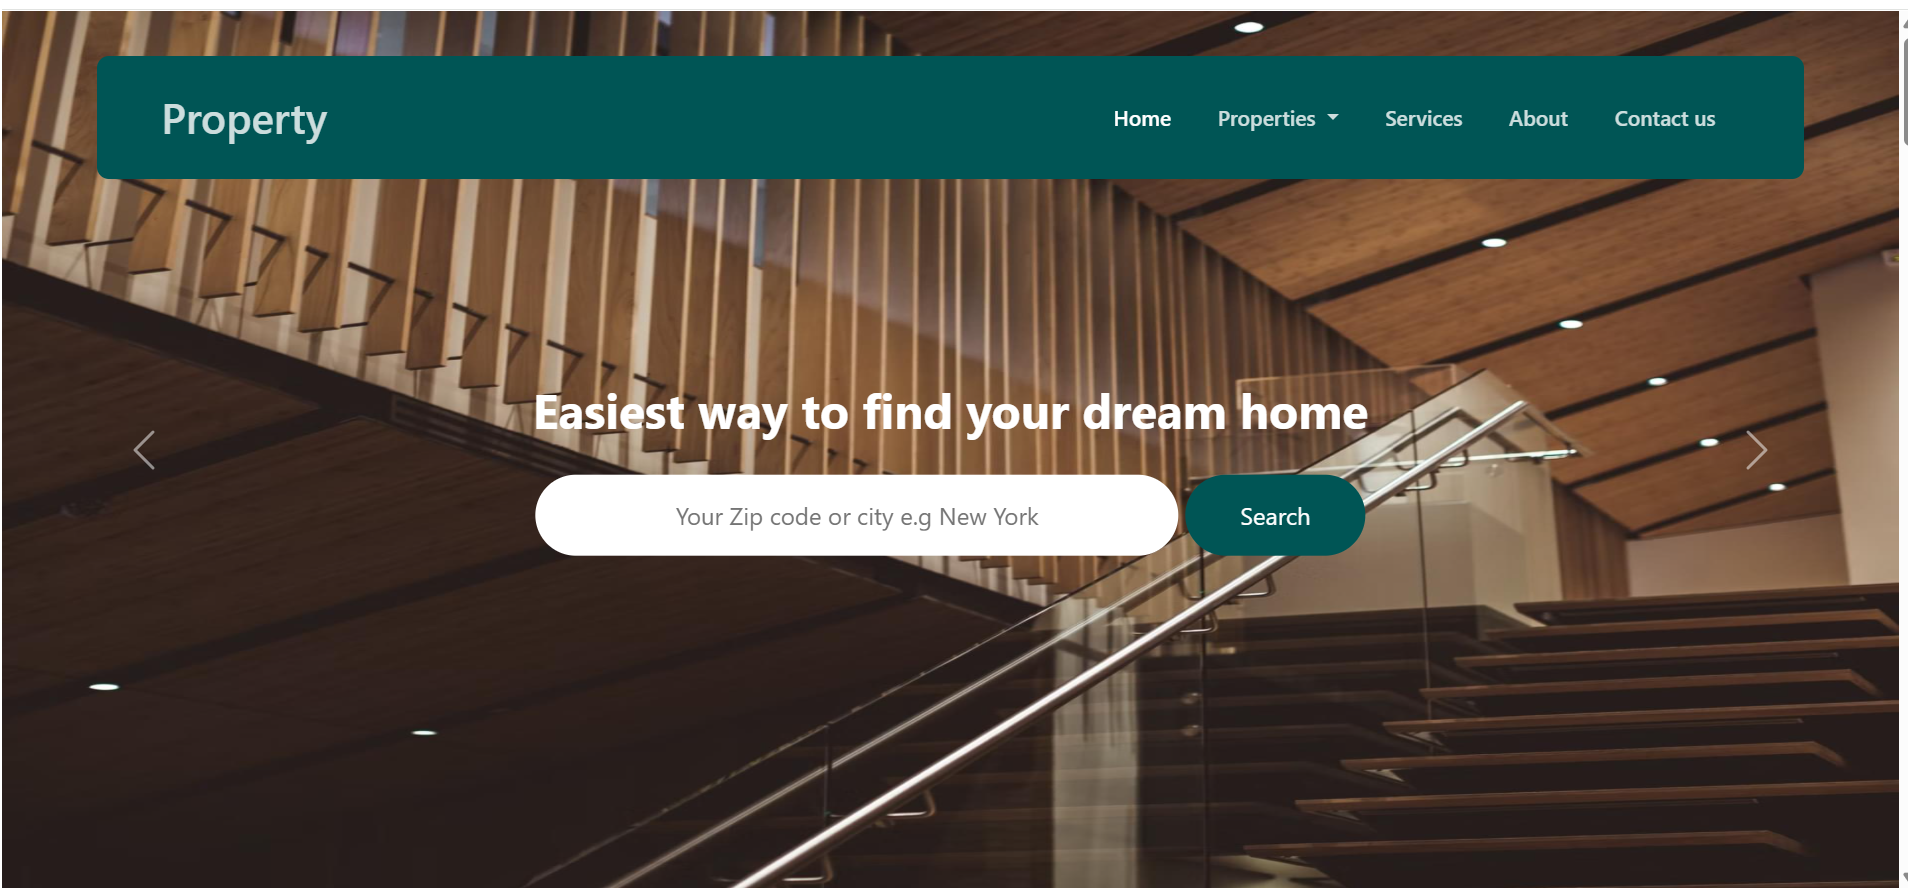 Property
Home Properties Services About Contact us
Easiest way to find your dream home
Your Zip code or city e.g New York
Search